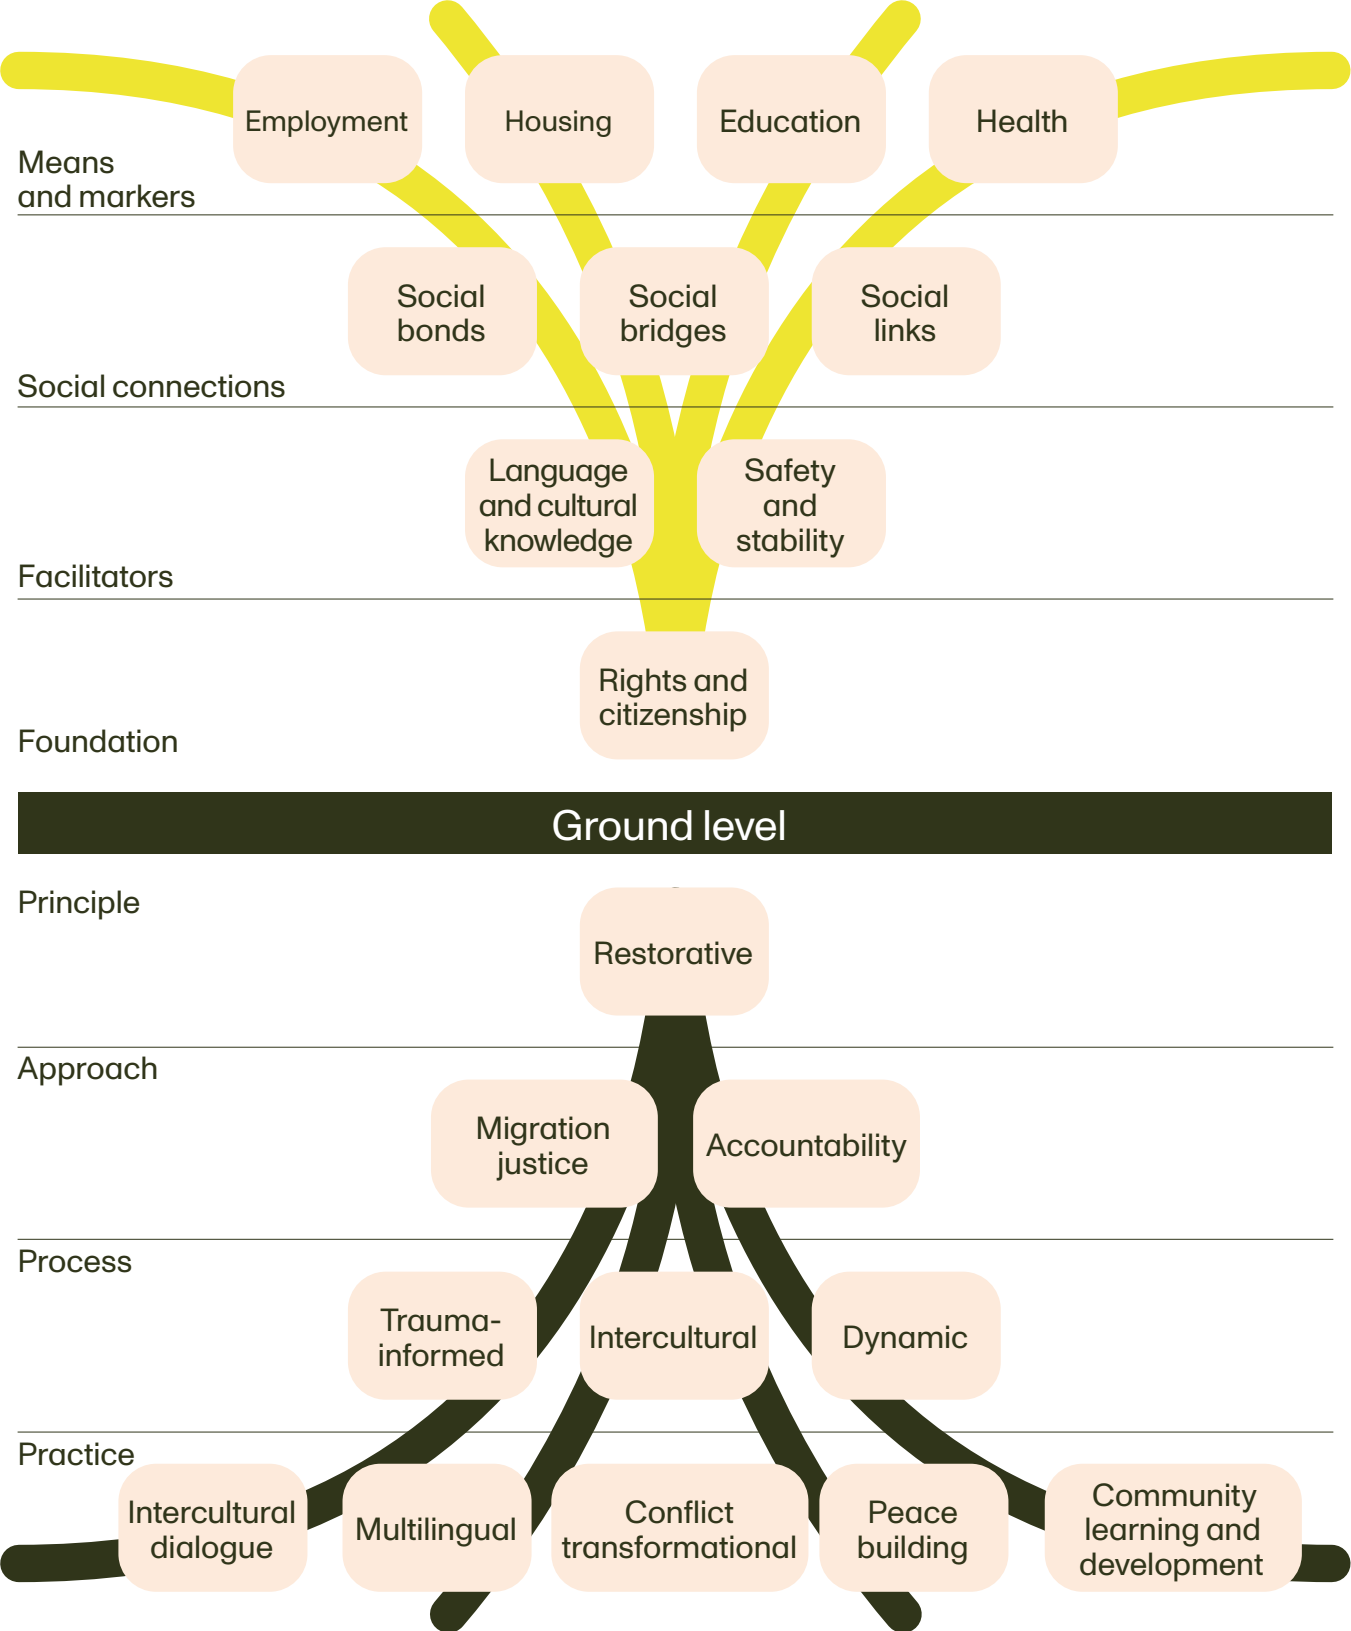 Employment
Housing
Education
Health
Means
and markers
Social
bonds
Social
bridges
Social
links
Social connections
Language
and cultural
knowledge
Safety
and
stability
Facilitators
Rights and
citizenship
Foundation
Ground level
Principle
Restorative
Approach
Migration
justice
Accountability
Process
Trauma-
informed
Intercultural
Dynamic
Practice
Intercultural
dialogue
Multilingual
Conflict
transformational
Peace
building
Community
learning and
development